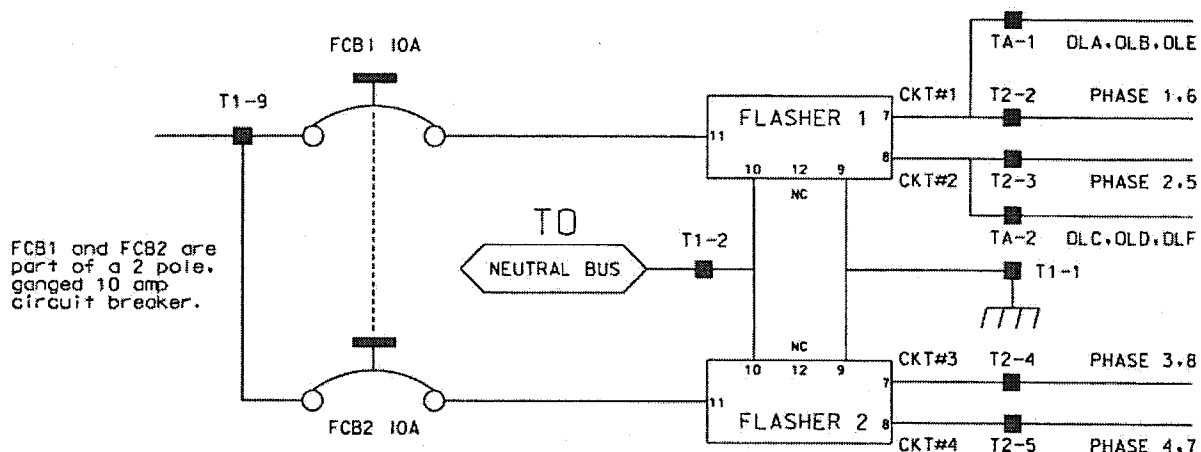 FCB1 10A
T1-9
TA-1 OLA.OLB.OLE
CKT#1 T2-2 PHASE 1.6
FLASHER 1
11
7
8
10 12 9
NC
CKT#2 T2-3 PHASE 2.5
TA-2 OLC.OLD.OLF
TO
NEUTRAL BUS
T1-2
T1-1
FCB1 and FCB2 are
part of a 2 pole.
ganged 10 amp
circuit breaker.
NC
10 12 9
CKT#3 T2-4 PHASE 3.8
11
7
8
FLASHER 2
FCB2 10A
CKT#4 T2-5 PHASE 4.7